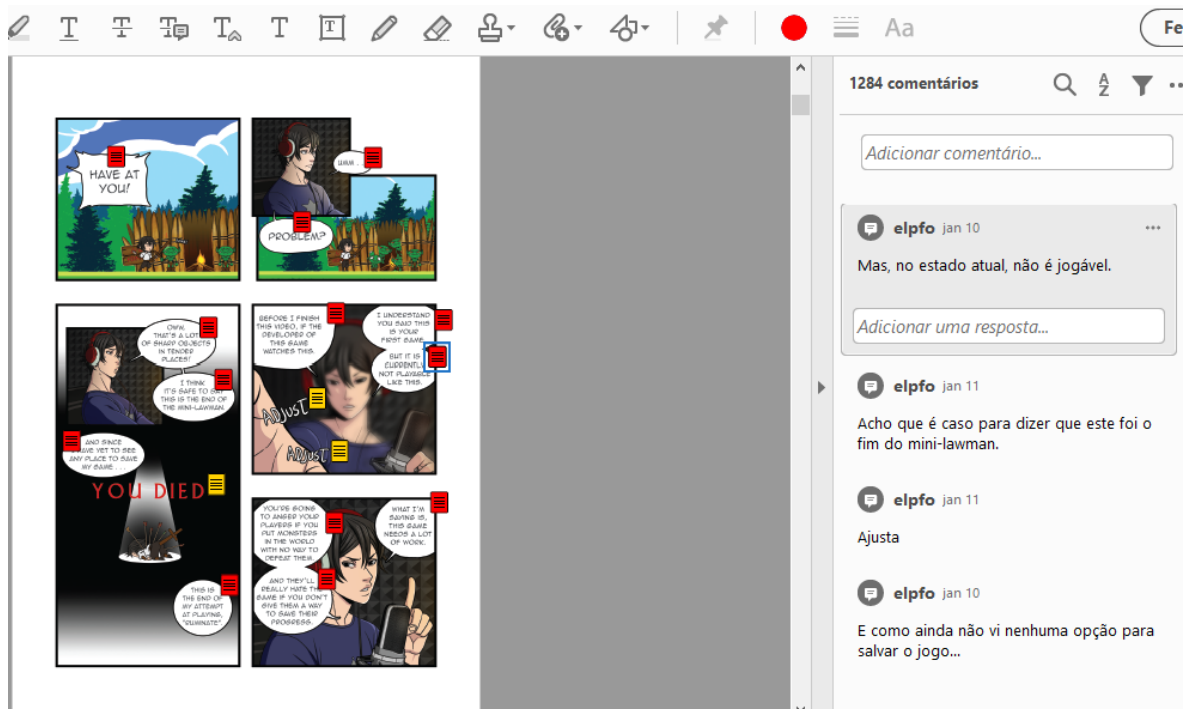 Fe
1284 comentários
Adicionar comentário...
elpfo jan 10
Mas, no estado atual, não é jogável.
Adicionar uma resposta...
elpfo jan 11
Acho que é caso para dizer que este foi o
fim do mini-lawman.
elpfo jan 11
Ajusta
elpfo jan 10
E como ainda não vi nenhuma opção para
salvar o jogo...
HAVE AT
YOU!
UMM . .
PROBLEM?
OWW,
THAT'S A LOT
OF SHARP OBJECTS
IN TENDER
PLACES!
I THINK
IT'S SAFE TO SAY
THIS IS THE END OF
THE MINI-LAWMAN.
AND SINCE
I HAVE YET TO SEE
ANY PLACE TO SAVE
MY GAME . . .
YOU DIED
THIS IS
THE END OF
MY ATTEMPT
AT PLAYING,
"RUMINATE".
BEFORE I FINISH
THIS VIDEO, IF THE
DEVELOPER OF
THIS GAME
WATCHES THIS.
I UNDERSTAND
YOU SAID THIS
IS YOUR
FIRST GAME.
BUT IT IS
CURRENTLY
NOT PLAYABLE
LIKE THIS.
ADJUST
ADJUST
YOU'RE GOING
TO ANGER YOUR
PLAYERS IF YOU
PUT MONSTERS
IN THE WORLD
WITH NO WAY TO
DEFEAT THEM.
WHAT I'M
SAYING IS,
THIS GAME
NEEDS A LOT
OF WORK.
AND THEY'LL
REALLY HATE THE
GAME IF YOU DON'T
GIVE THEM A WAY
TO SAVE THEIR
PROGRESS.